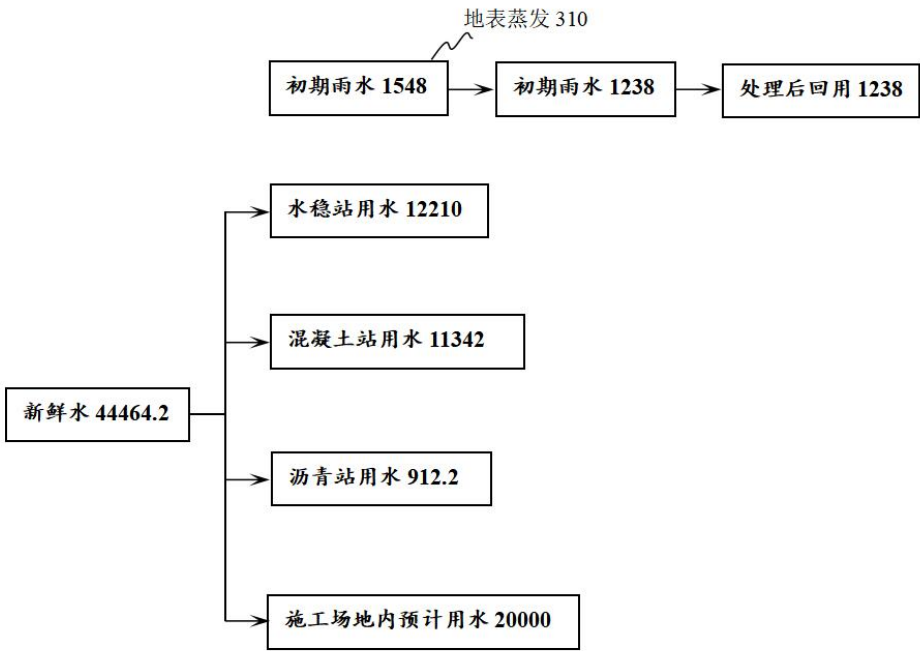 地表蒸发 310
初期雨水 1548
初期雨水 1238
处理后回用 1238
水稳站用水 12210
混凝土站用水 11342
新鲜水 44464.2
沥青站用水 912.2
施工场地内预计用水 20000